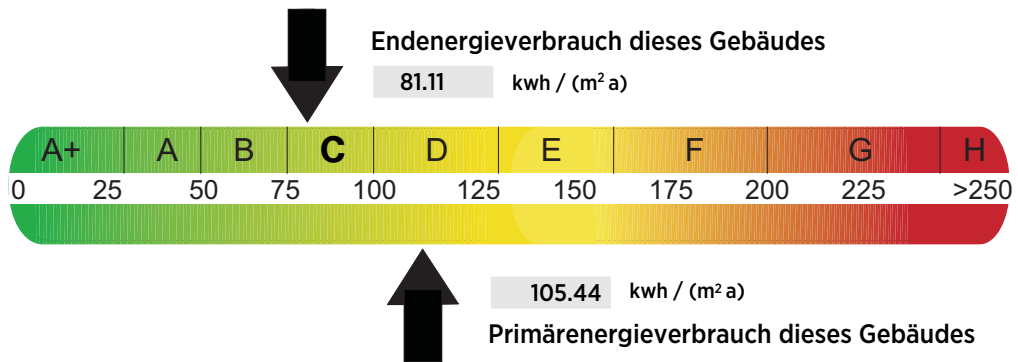 Endenergieverbrauch dieses Gebäudes
81.11 kwh / (m² a)
A+ A B C D E F G H
0 25 50 75 100 125 150 175 200 225 >250
105.44 kwh / (m² a)
Primärenergieverbrauch dieses Gebäudes